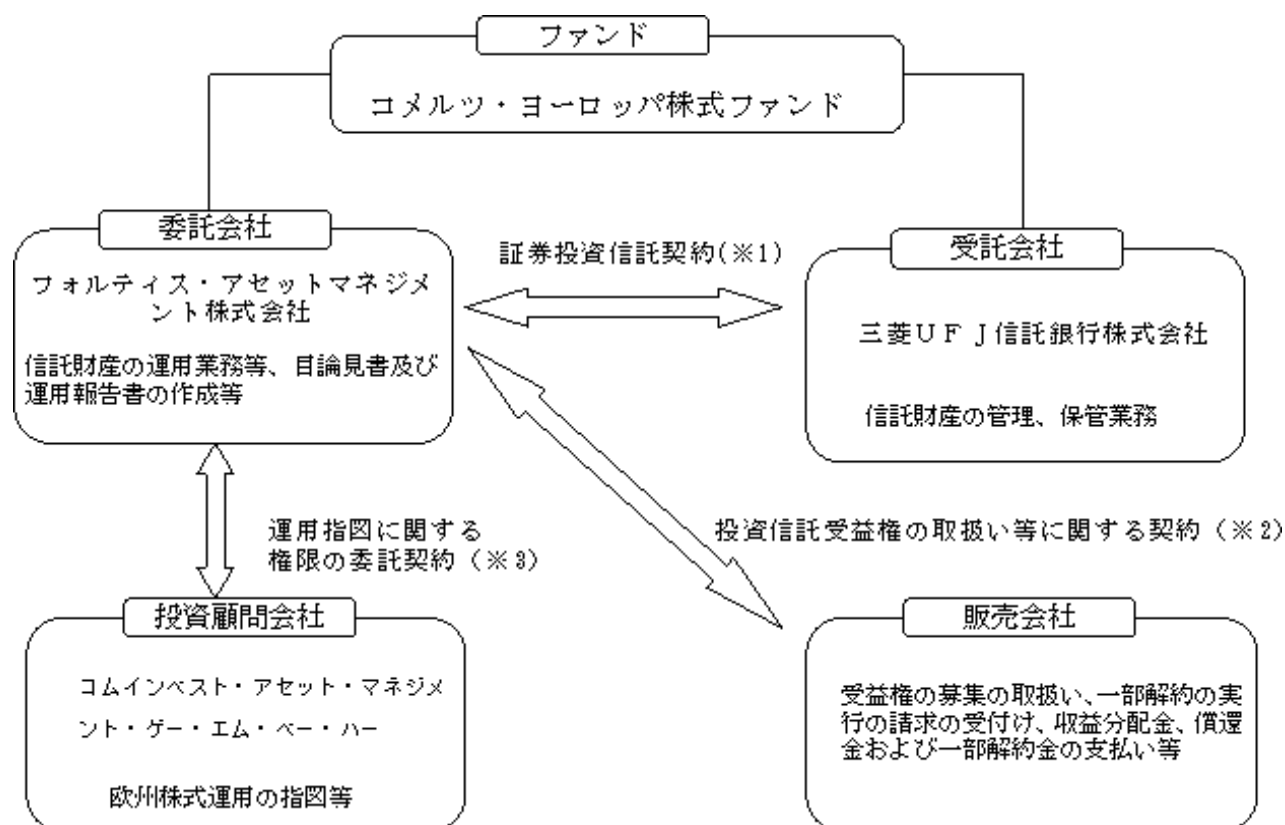 ファンド
コメルツ・ヨーロッパ株式ファンド
委託会社
フォルティス・アセットマネジメ
ント株式会社
信託財産の運用業務等、目論見書及び
運用報告書の作成等
証券投資信託契約(※1)
受託会社
三菱UFJ信託銀行株式会社
信託財産の管理、保管業務
運用指図に関する
権限の委託契約(※3)
投資信託受益権の取扱い等に関する契約(※2)
投資顧問会社
コムインベスト・アセット・マネジメ
ント・ゲー・エム・ベー・ハー
欧州株式運用の指図等
販売会社
受益権の募集の取扱い、一部解約の実
行の請求の受付け、収益分配金、償還
金および一部解約金の支払い等